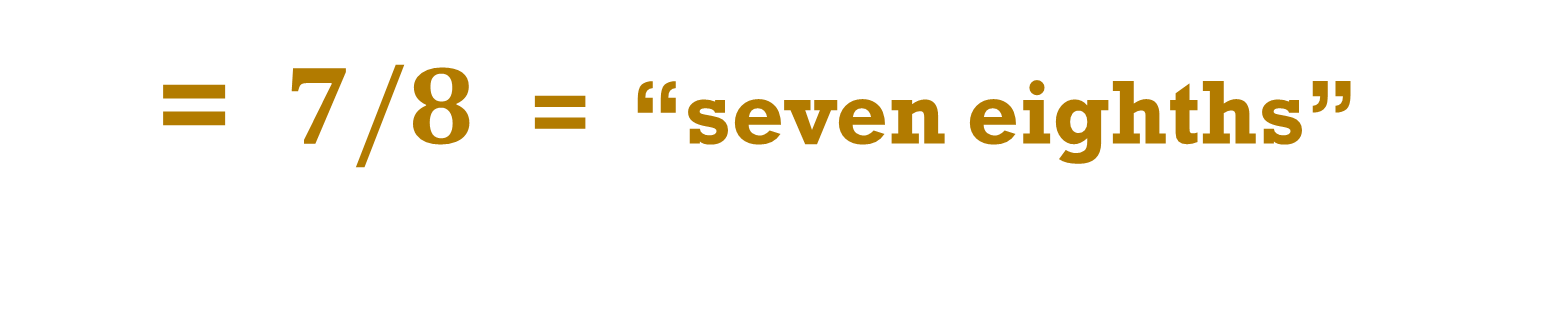 = 7/8 = “seven eighths”